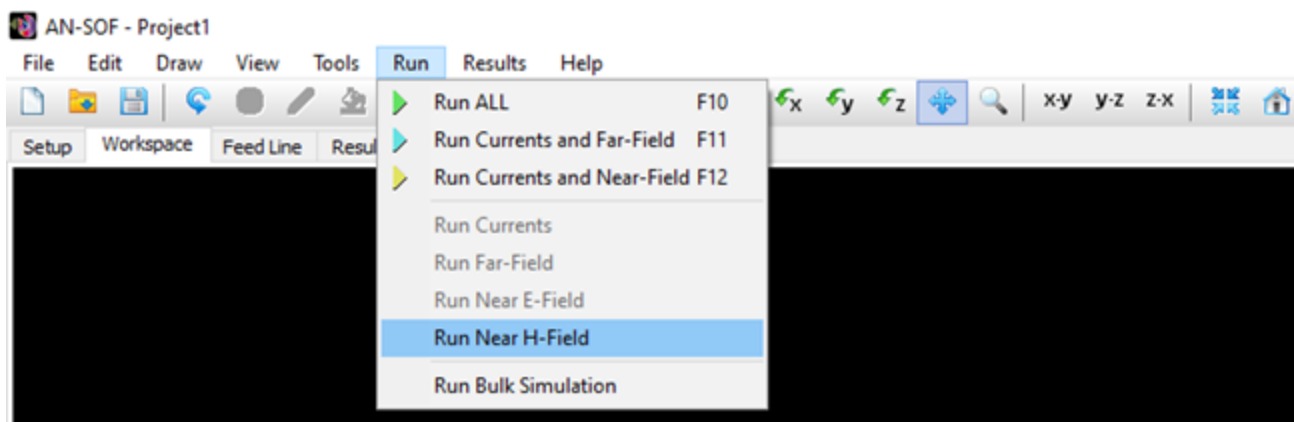 AN-SOF - Project1
File Edit Draw View Tools Run Results Help
x y z x-y y-z z-x
Setup Workspace Feed Line Resul
Run ALL F10
Run Currents and Far-Field F11
Run Currents and Near-Field F12
Run Currents
Run Far-Field
Run Near E-Field
Run Near H-Field
Run Bulk Simulation